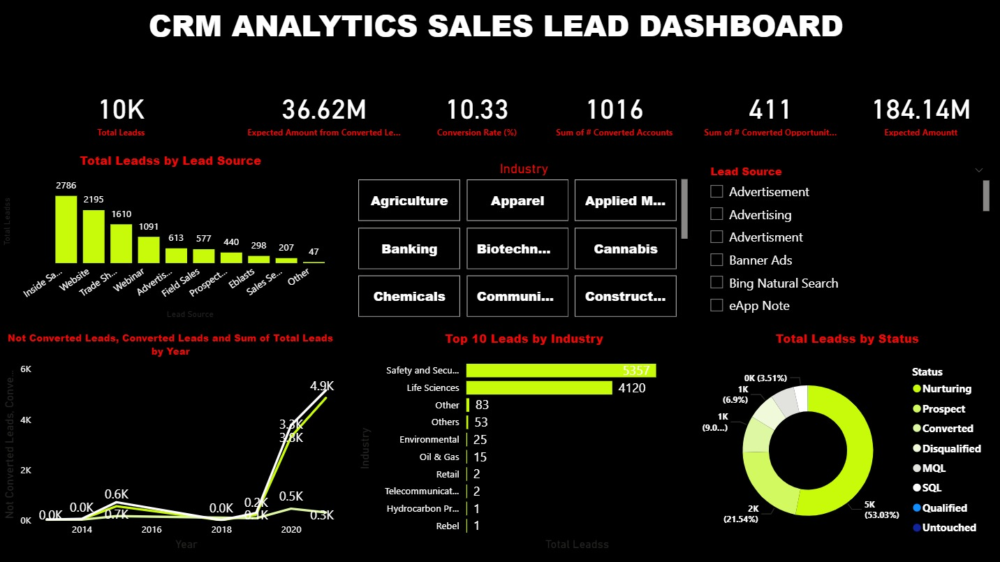 CRM ANALYTICS SALES LEAD DASHBOARD
10K
Total Leadss
36.62M
Expected Amount from Converted Le...
10.33
Conversion Rate (%)
1016
Sum of # Converted Accounts
411
Sum of # Converted Opportunit...
184.14M
Expected Amountt
Total Leadss by Lead Source
Total Leadss
2786
2195
1610
1091
613
577
440
298
207
47
Inside Sa...
Website
Trade Sh...
Webinar
Advertis...
Field Sales
Prospect...
Eblasts
Sales Se...
Other
Lead Source
Industry
Agriculture
Apparel
Applied M...
Banking
Biotechn...
Cannabis
Chemicals
Communi...
Construct...
Lead Source
Advertisement
Advertising
Advertisment
Banner Ads
Bing Natural Search
eApp Note
Not Converted Leads, Converted Leads and Sum of Total Leads
by Year
Not Converted Leads, Conve...
6K
4K
2K
0K
0.0K
0.0K
0.6K
0.7K
0.0K
0.2K
0.1K
3.3K
3.8K
0.5K
4.9K
0.3K
2014
2016
2018
2020
Year
Top 10 Leads by Industry
Industry
Safety and Secu...
5357
Life Sciences
4120
Other
83
Others
53
Environmental
25
Oil & Gas
15
Retail
2
Telecommunicat...
2
Hydrocarbon Pr...
1
Rebel
1
Total Leadss
Total Leadss by Status
0K (3.51%)
1K
(6.9%)
1K
(9.0...)
2K
(21.54%)
5K
(53.03%)
Status
Nurturing
Prospect
Converted
Disqualified
MQL
SQL
Qualified
Untouched